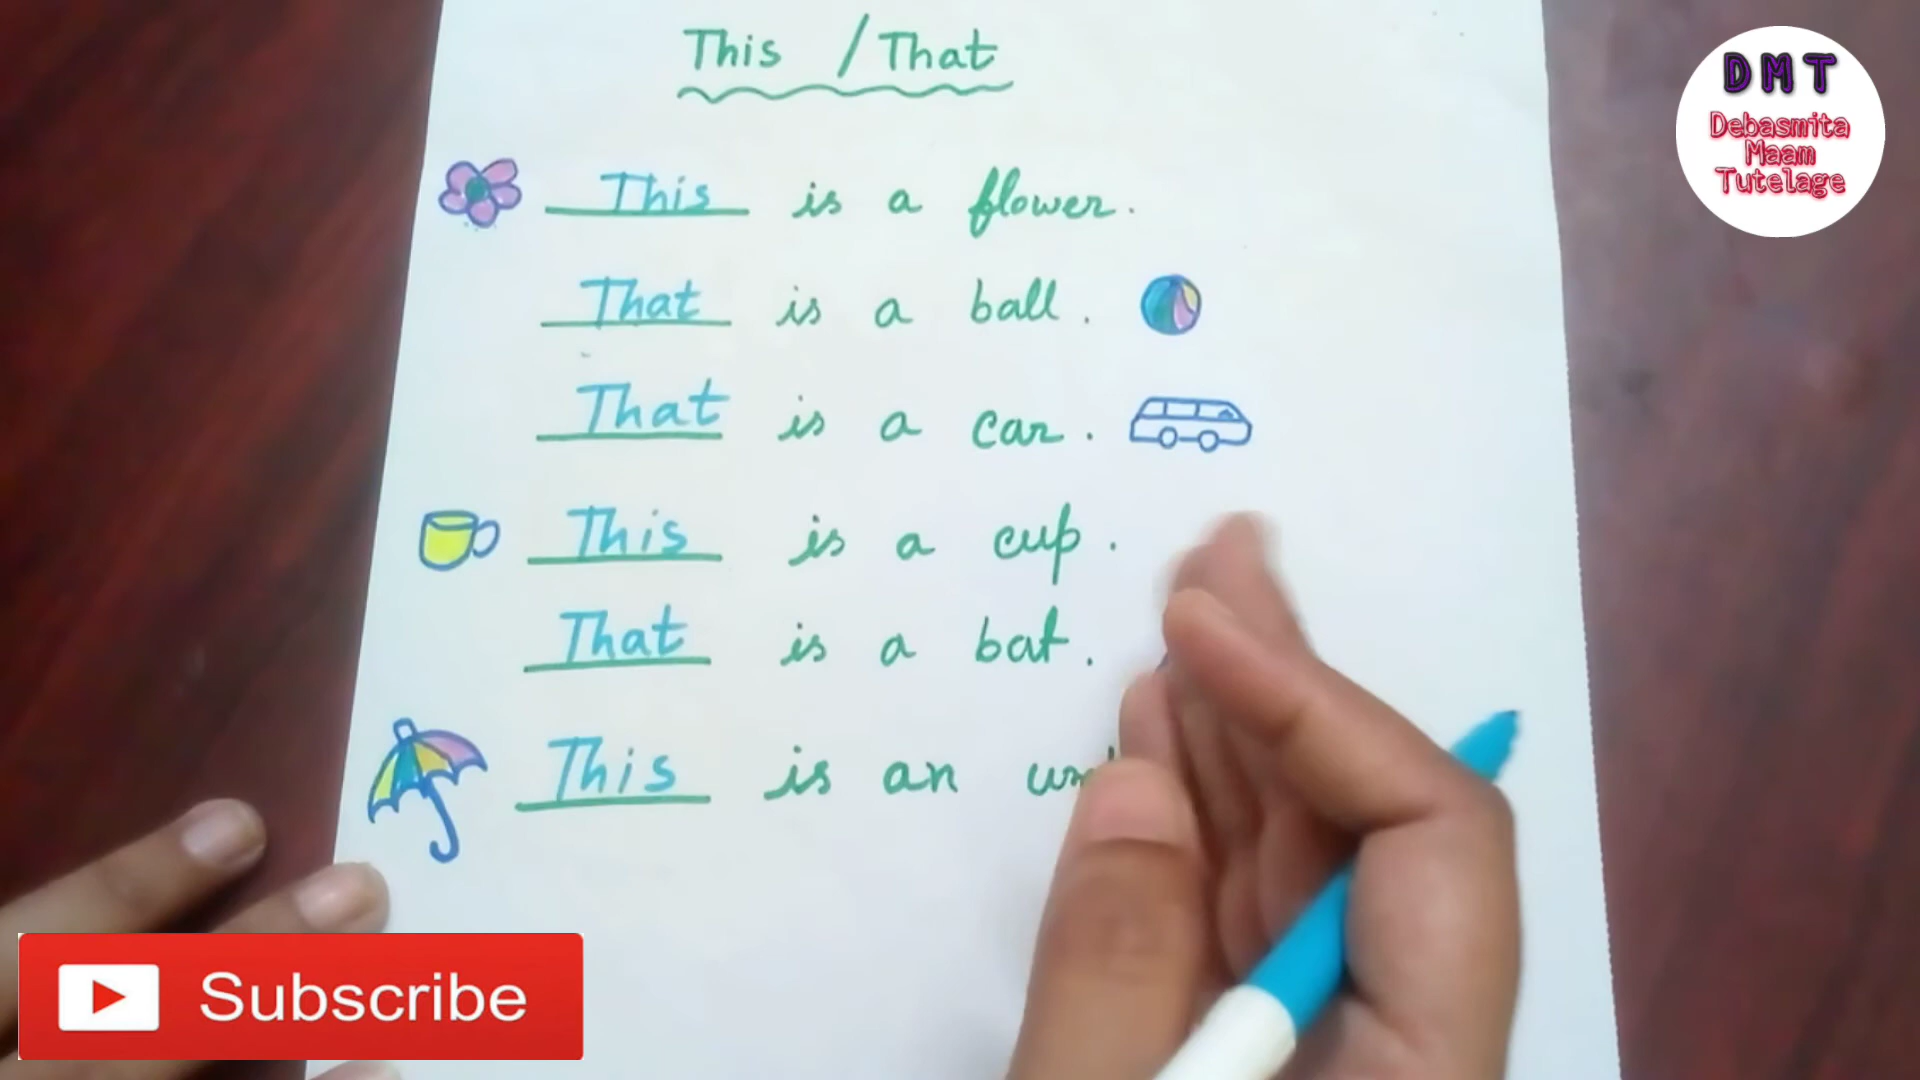 This / That
This is a flower.
That is a ball.
That is a car.
This is a cup.
That is a bat.
This is an
DMT
Debasmita
Maam
Tutelage
Subscribe